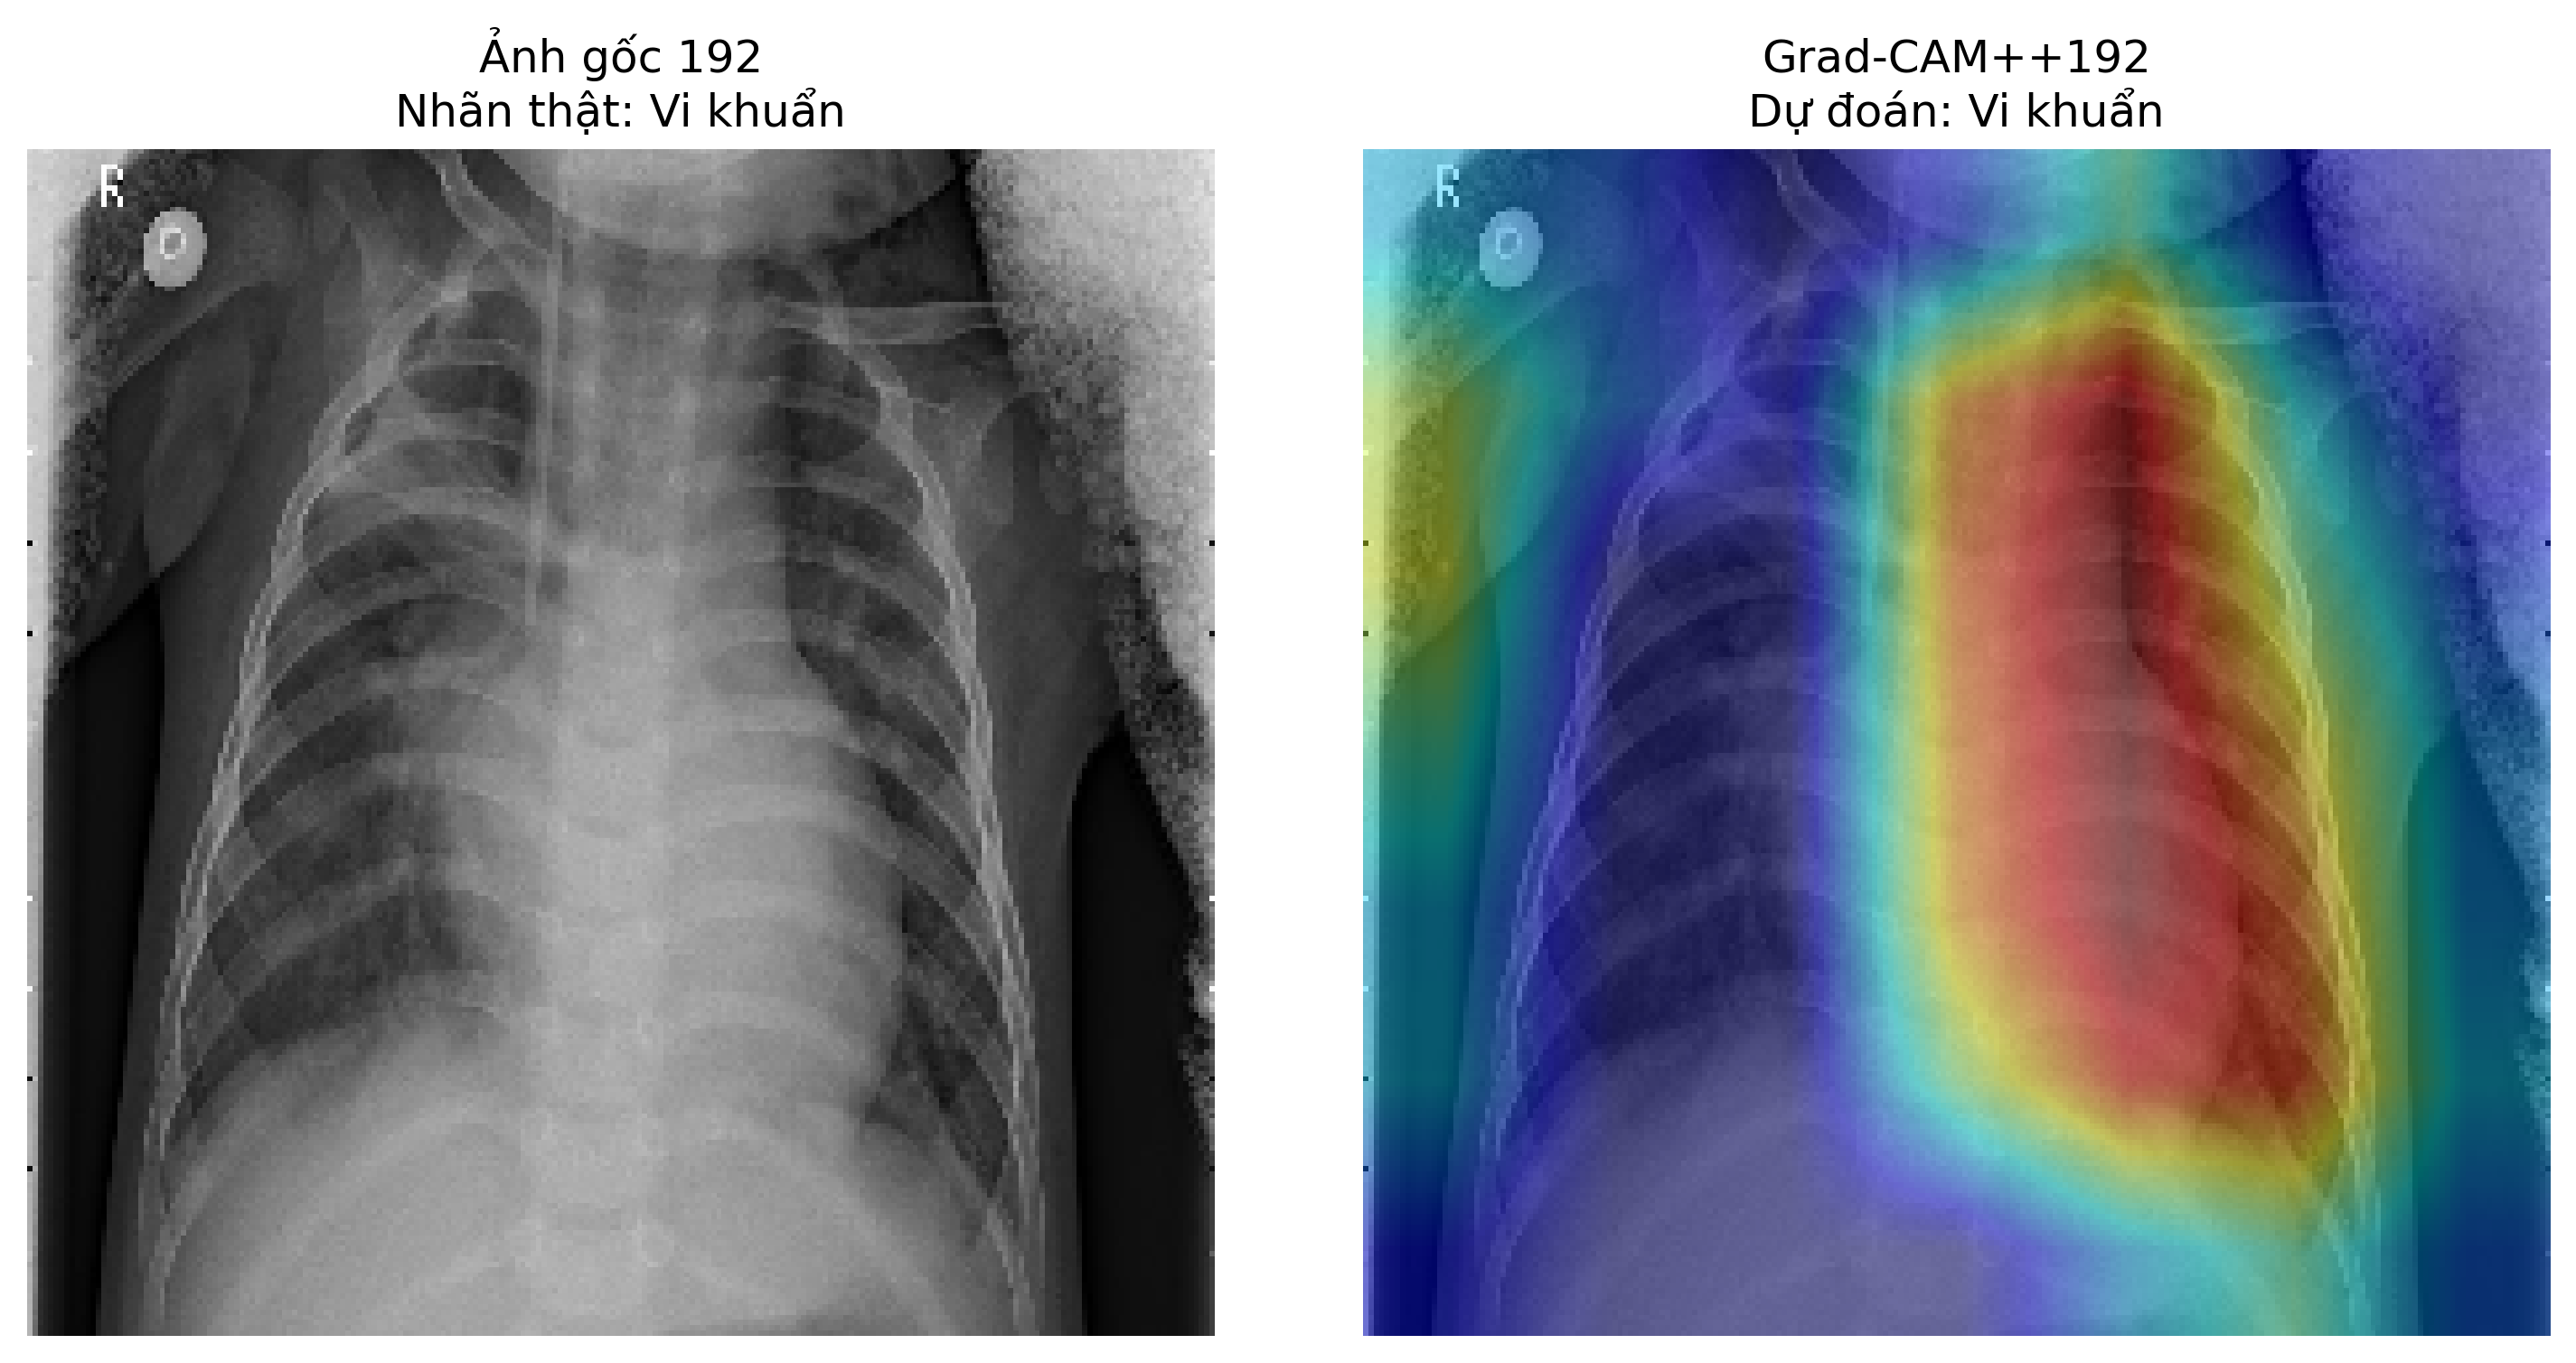 Ảnh gốc 192
Nhãn thật: Vi khuẩn
Grad-CAM++192
Dự đoán: Vi khuẩn
R
R